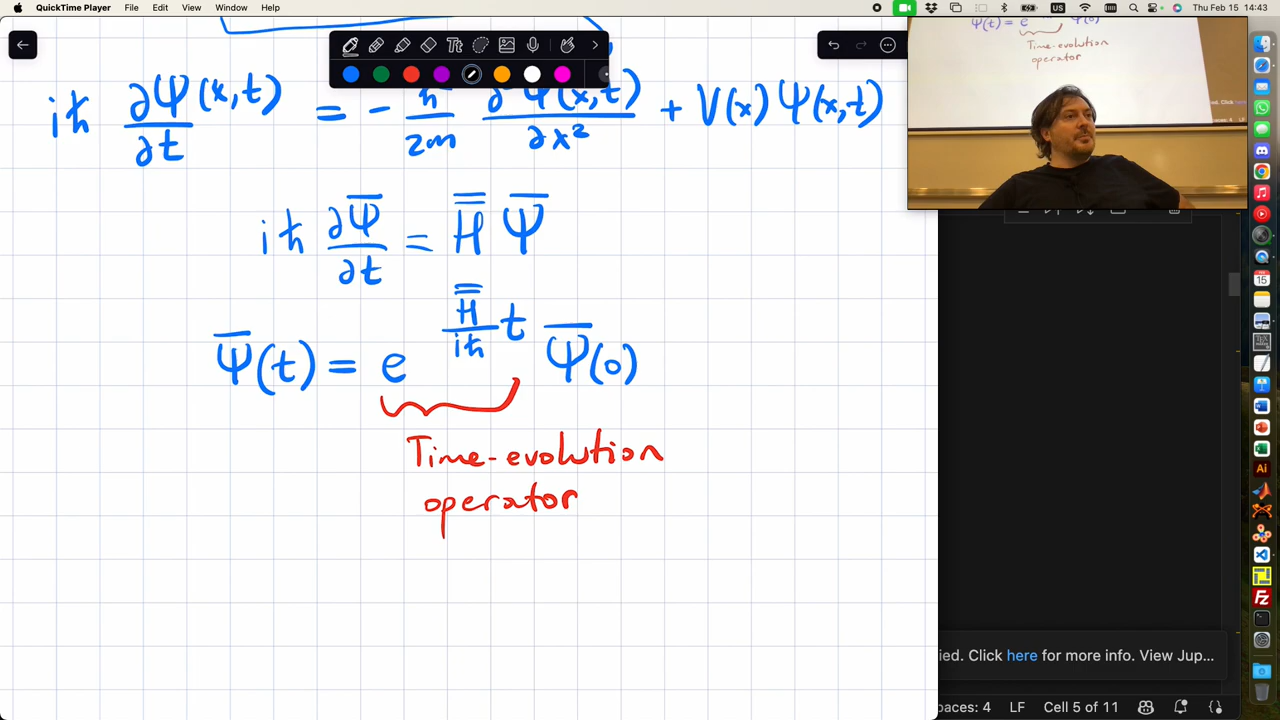 QuickTime Player File Edit View Window Help
US
Thu Feb 15 14:43
iħ ∂Ψ(x,t)/∂t = - ħ/2m ∂²Ψ(x,t)/∂x² + V(x) Ψ(x,t)
iħ ∂Ψ̅/∂t = H̿ Ψ̅
Ψ̅(t) = e^(H̿/iħ t) Ψ̅(0)
Time-evolution
operator
Ψ(t) = e Ψ(0)
Time-evolution
operator
ied. Click here for more info. View Jup...
paces: 4 LF Cell 5 of 11